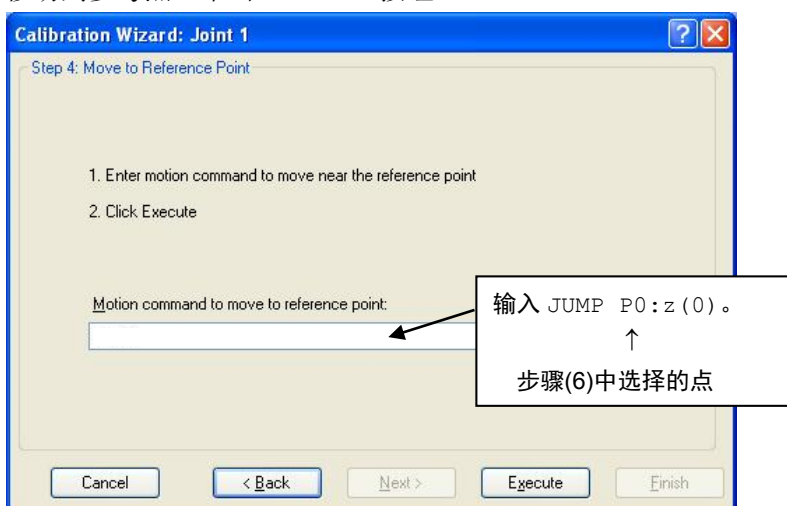 Calibration Wizard: Joint 1
Step 4: Move to Reference Point
1. Enter motion command to move near the reference point
2. Click Execute
Motion command to move to reference point:
输入 JUMP P0:z(0)。
↑
步骤(6)中选择的点
Cancel
< Back
Next >
Execute
Finish